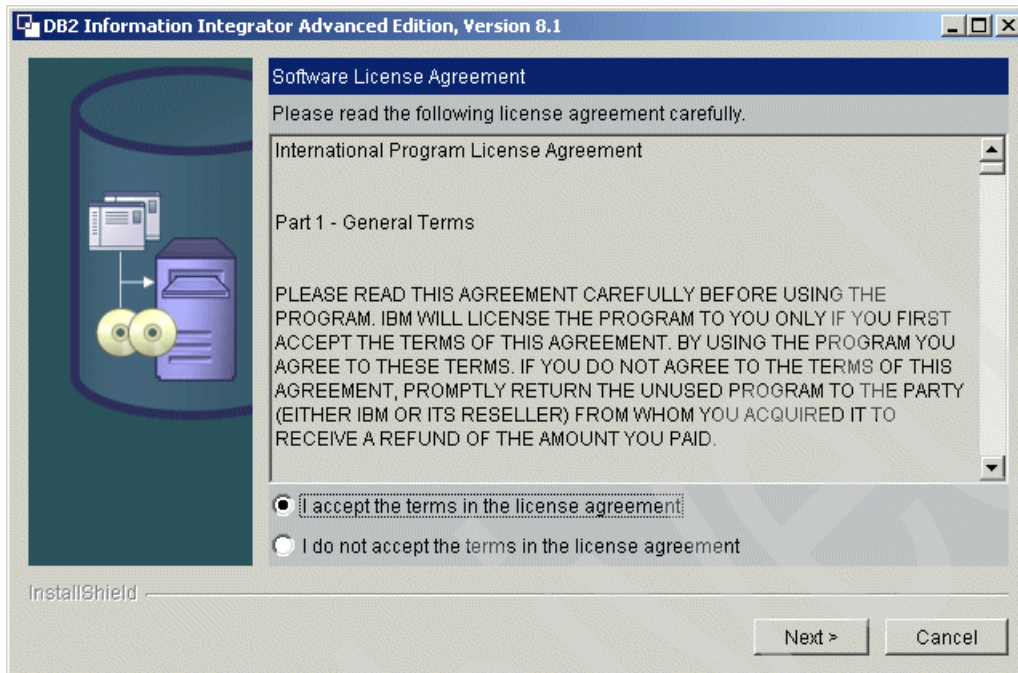 DB2 Information Integrator Advanced Edition, Version 8.1
Software License Agreement
Please read the following license agreement carefully.
International Program License Agreement
Part 1 - General Terms
PLEASE READ THIS AGREEMENT CAREFULLY BEFORE USING THE
PROGRAM. IBM WILL LICENSE THE PROGRAM TO YOU ONLY IF YOU FIRST
ACCEPT THE TERMS OF THIS AGREEMENT. BY USING THE PROGRAM YOU
AGREE TO THESE TERMS. IF YOU DO NOT AGREE TO THE TERMS OF THIS
AGREEMENT, PROMPTLY RETURN THE UNUSED PROGRAM TO THE PARTY
(EITHER IBM OR ITS RESELLER) FROM WHOM YOU ACQUIRED IT TO
RECEIVE A REFUND OF THE AMOUNT YOU PAID.
I accept the terms in the license agreement
I do not accept the terms in the license agreement
InstallShield
Next >
Cancel